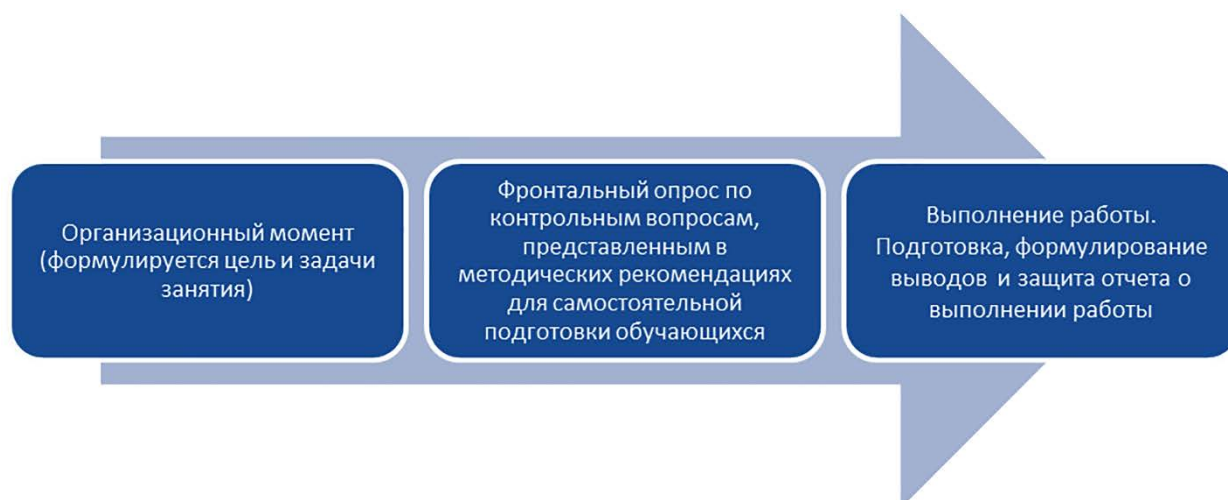 Организационный момент
(формулируется цель и задачи
занятия)
Фронтальный опрос по
контрольным вопросам,
представленным в
методических рекомендациях
для самостоятельной
подготовки обучающихся
Выполнение работы.
Подготовка, формулирование
выводов и защита отчета о
выполнении работы